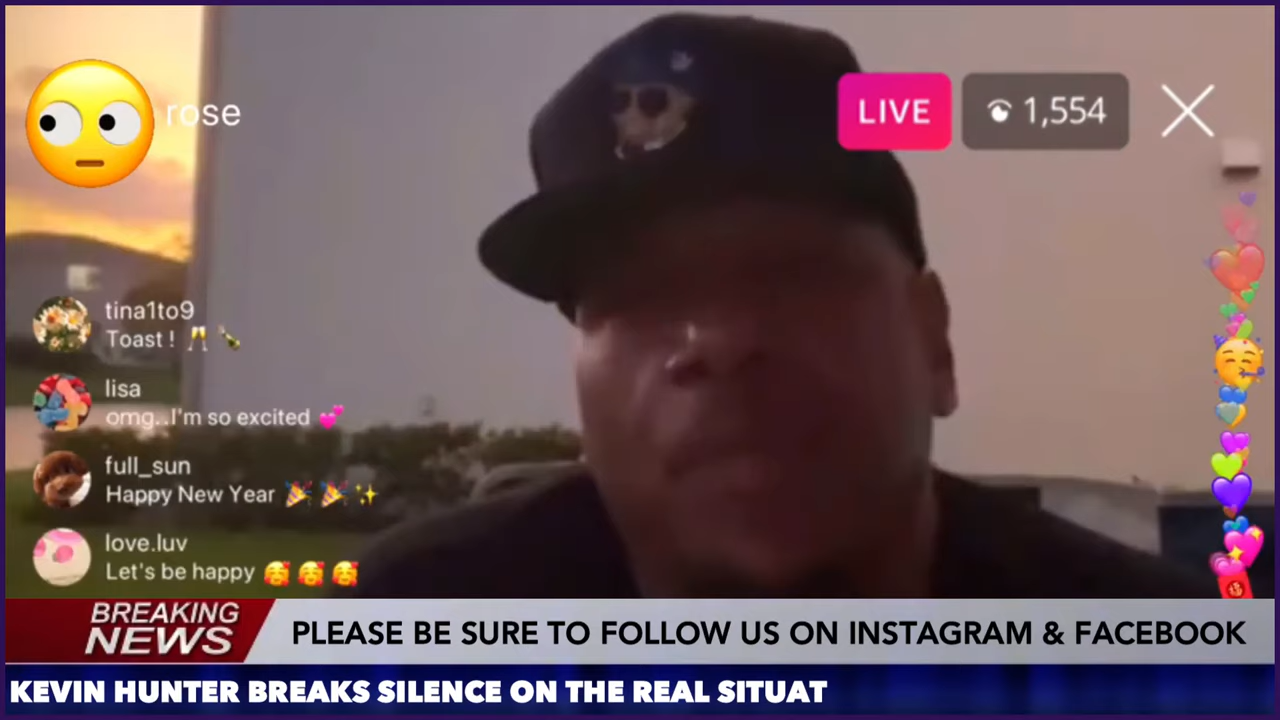 rose
LIVE
1,554
tina1to9
Toast !
lisa
omg..I'm so excited
full_sun
Happy New Year
love.luv
Let's be happy
BREAKING
NEWS
PLEASE BE SURE TO FOLLOW US ON INSTAGRAM & FACEBOOK
KEVIN HUNTER BREAKS SILENCE ON THE REAL SITUAT